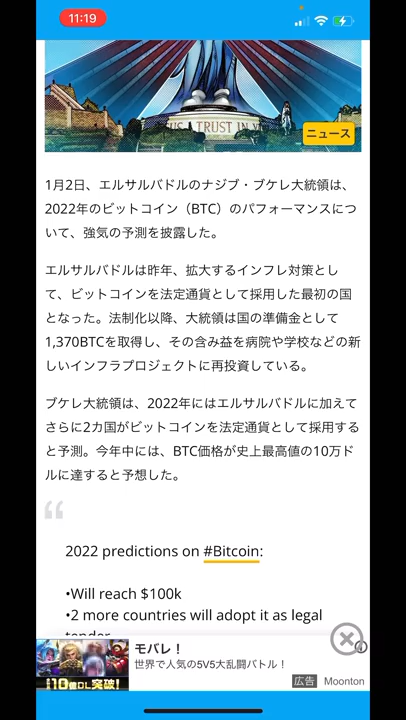 11:19
US TRUST IN
ニュース
1月2日、エルサルバドルのナジブ・ブケレ大統領は、
2022年のビットコイン（BTC）のパフォーマンスにつ
いて、強気の予測を披露した。
エルサルバドルは昨年、拡大するインフレ対策とし
て、ビットコインを法定通貨として採用した最初の国
となった。法制化以降、大統領は国の準備金として
1,370BTCを取得し、その含み益を病院や学校などの新
しいインフラプロジェクトに再投資している。
ブケレ大統領は、2022年にはエルサルバドルに加えて
さらに2カ国がビットコインを法定通貨として採用する
と予測。今年中には、BTC価格が史上最高値の10万ド
ルに達すると予想した。
2022 predictions on #Bitcoin:
•Will reach $100k
•2 more countries will adopt it as legal
tender
モバレ！
世界で人気の5V5大乱闘バトル！
10億DL突破!
広告 Moonton